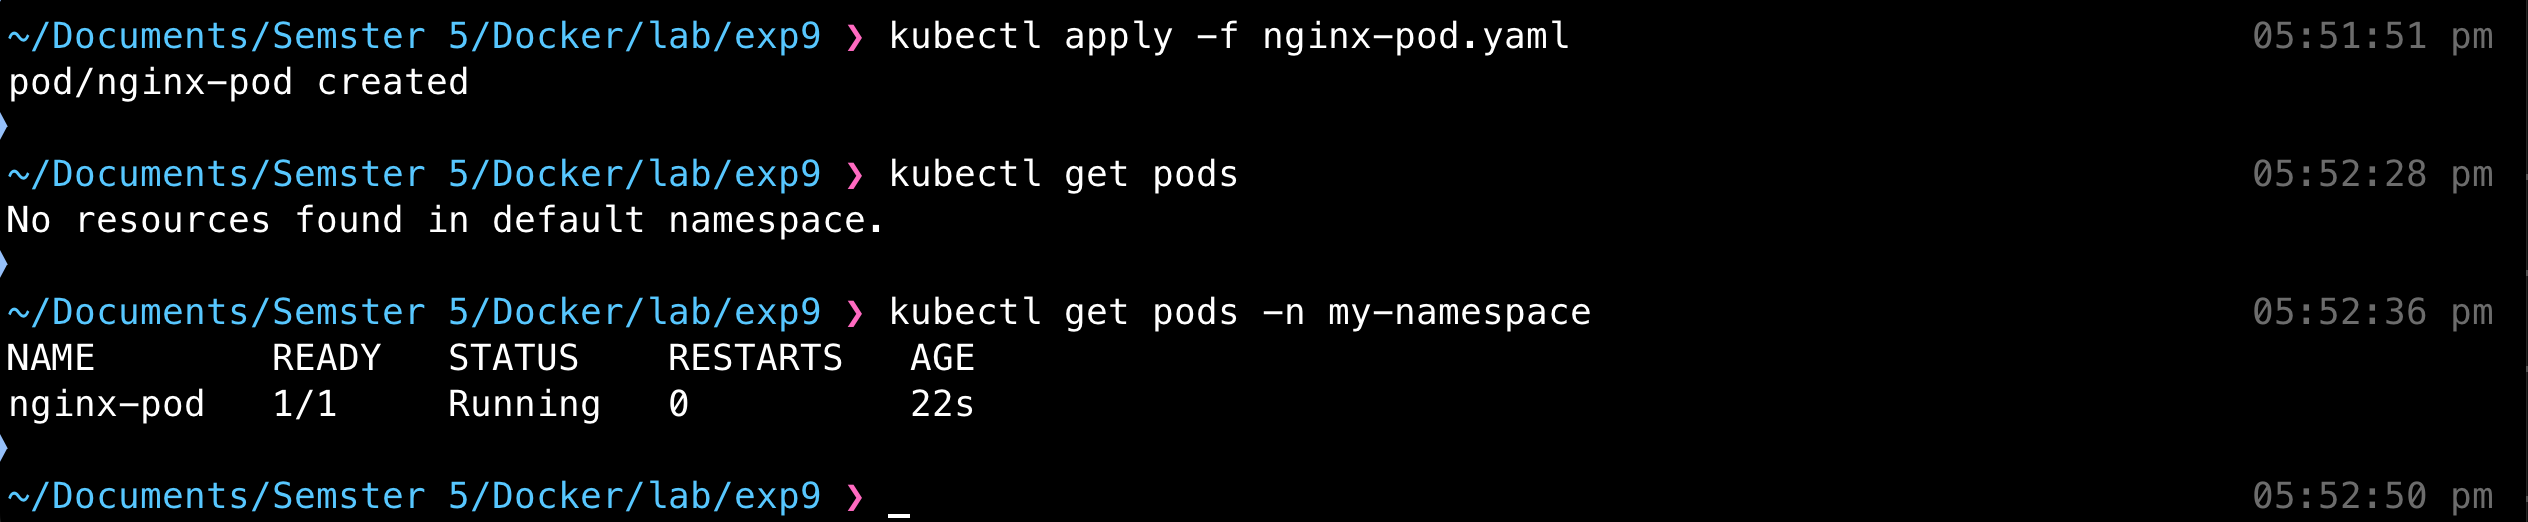 ~/Documents/Semster 5/Docker/lab/exp9 ❯ kubectl apply -f nginx-pod.yaml 05:51:51 pm
pod/nginx-pod created
~/Documents/Semster 5/Docker/lab/exp9 ❯ kubectl get pods 05:52:28 pm
No resources found in default namespace.
~/Documents/Semster 5/Docker/lab/exp9 ❯ kubectl get pods -n my-namespace 05:52:36 pm
NAME READY STATUS RESTARTS AGE
nginx-pod 1/1 Running 0 22s
~/Documents/Semster 5/Docker/lab/exp9 ❯ _ 05:52:50 pm